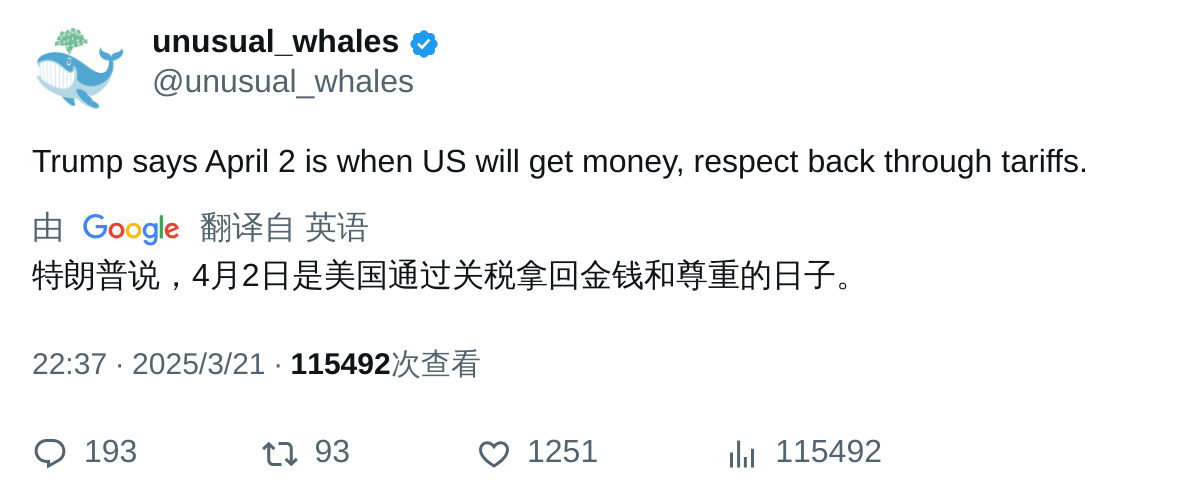 unusual_whales
@unusual_whales
Trump says April 2 is when US will get money, respect back through tariffs.
由 Google 翻译自 英语
特朗普说，4月2日是美国通过关税拿回金钱和尊重的日子。
22:37 · 2025/3/21 · 115492次查看
193 93 1251 115492